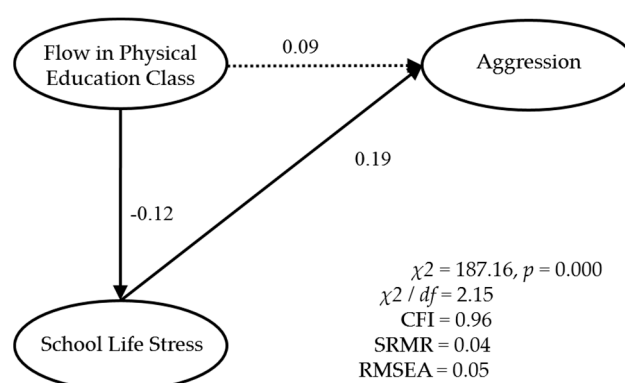 Flow in Physical
Education Class
0.09
Aggression
0.19
-0.12
School Life Stress
χ2 = 187.16, p = 0.000
χ2 / df = 2.15
CFI = 0.96
SRMR = 0.04
RMSEA = 0.05